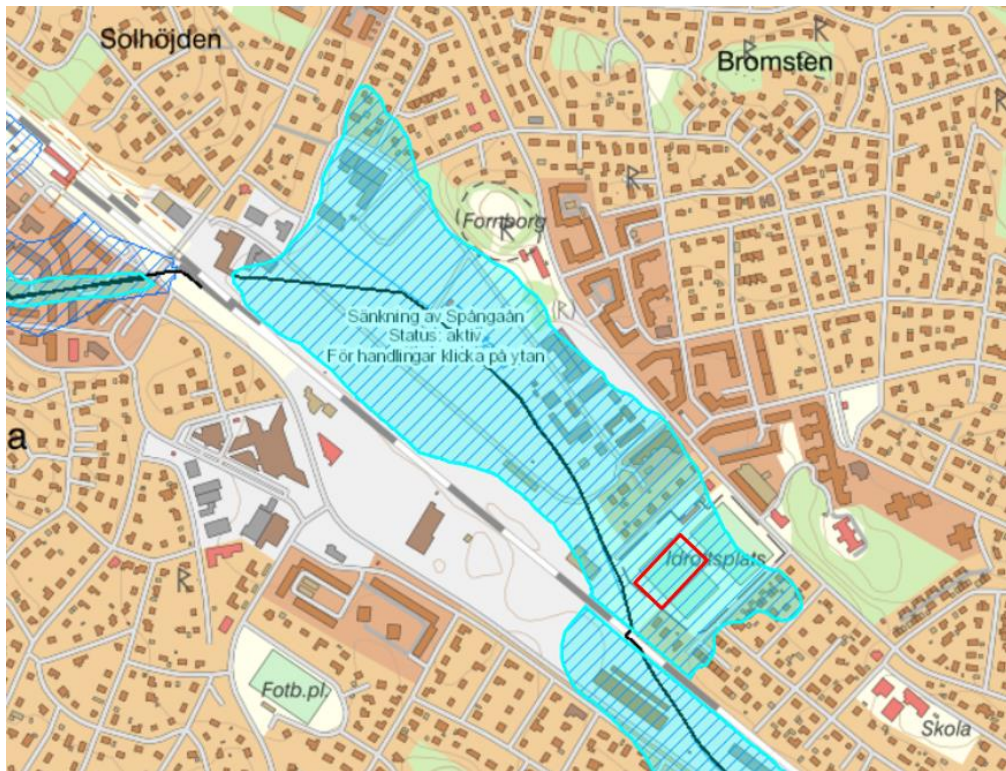 Solhöjden
Bromsten
Fornborg
R
R
R
R
(R)
Sänkning av Spångaån
Status: aktiv
För handlingar klicka på ytan
a
Idrottsplats
R
Fotb.pl.
Skola